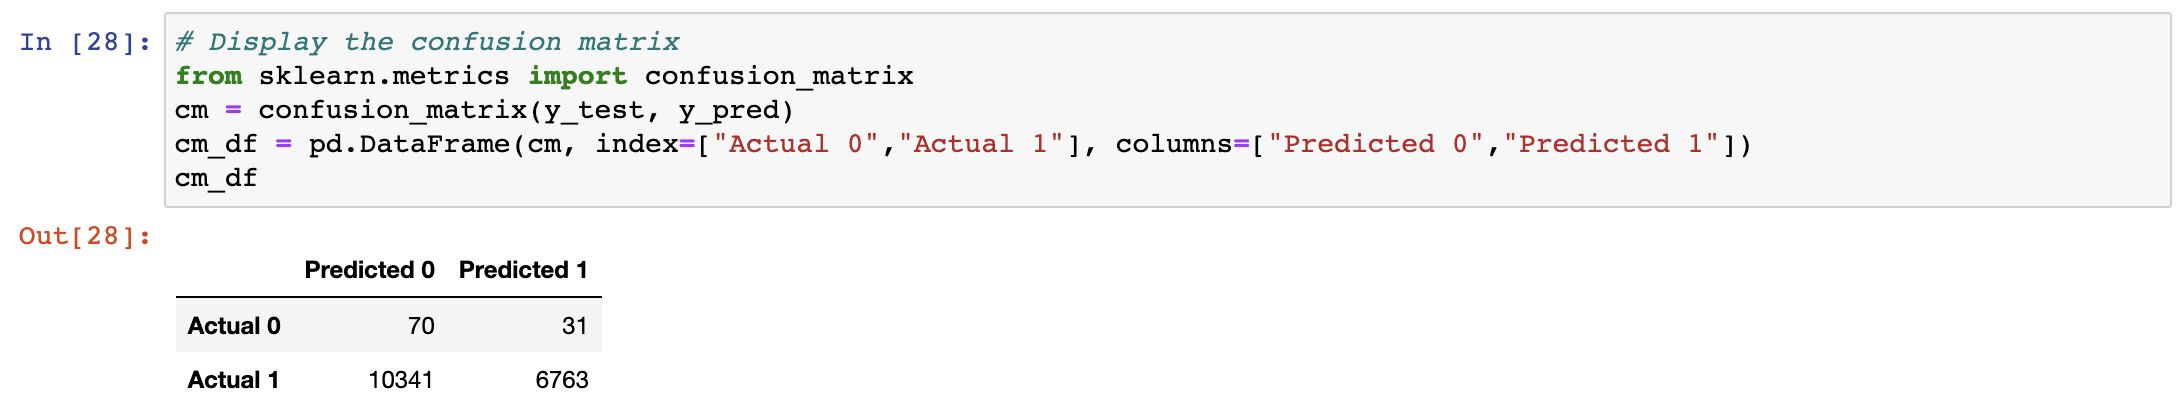 In [28]: # Display the confusion matrix
from sklearn.metrics import confusion_matrix
cm = confusion_matrix(y_test, y_pred)
cm_df = pd.DataFrame(cm, index=["Actual 0","Actual 1"], columns=["Predicted 0","Predicted 1"])
cm_df
Out[28]:
Predicted 0 Predicted 1
Actual 0 70 31
Actual 1 10341 6763